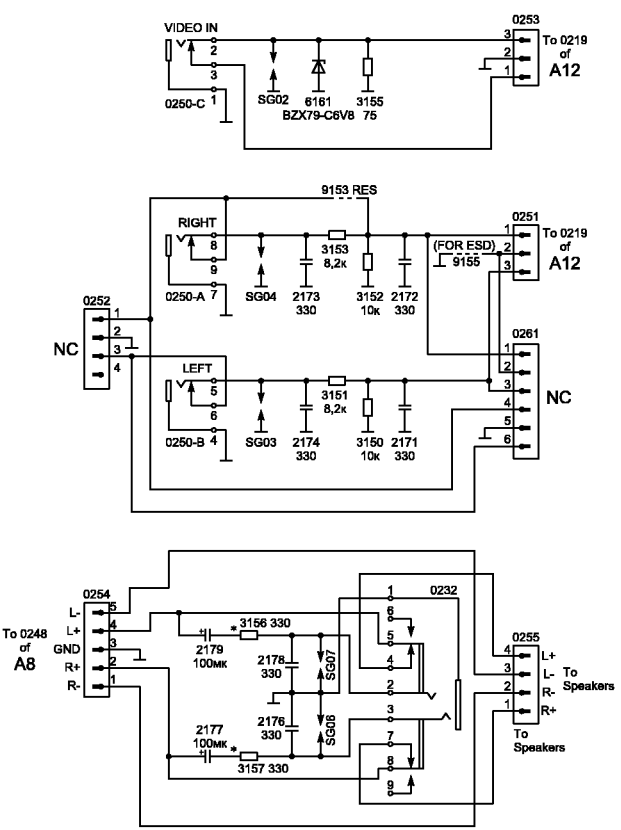 VIDEO IN
2
3
1
0250-C
SG02
6161
BZX79-C6V8
3155
75
0253
3
2
1
To 0219
of
A12
9153 RES
RIGHT
8
9
7
0250-A
SG04
2173
330
3153
8,2к
3152
10к
2172
330
(FOR ESD)
9155
0251
1
2
3
To 0219
of
A12
0252
1
2
3
4
NC
LEFT
5
6
4
0250-B
SG03
2174
330
3151
8,2к
3150
10к
2171
330
0261
1
2
3
4
5
6
NC
0254
L- 5
L+ 4
GND 3
R+ 2
R- 1
To 0248
of
A8
+
2179
100мк
* 3156 330
2178
330
SG07
2176
330
SG06
+
2177
100мк
*
3157 330
0232
1
6
5
4
2
3
7
8
9
0255
4 L+
3 L-
2 R-
1 R+
To
Speakers
To
Speakers